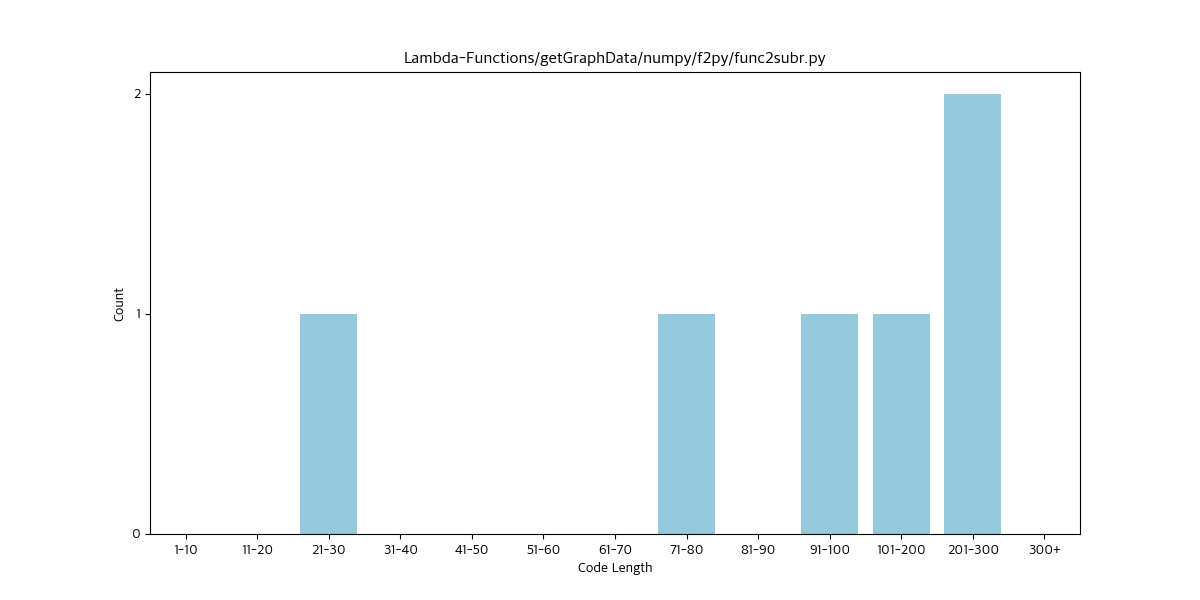 Lambda-Functions/getGraphData/numpy/f2py/func2subr.py
2
1
0
Count
1-10 11-20 21-30 31-40 41-50 51-60 61-70 71-80 81-90 91-100 101-200 201-300 300+
Code Length